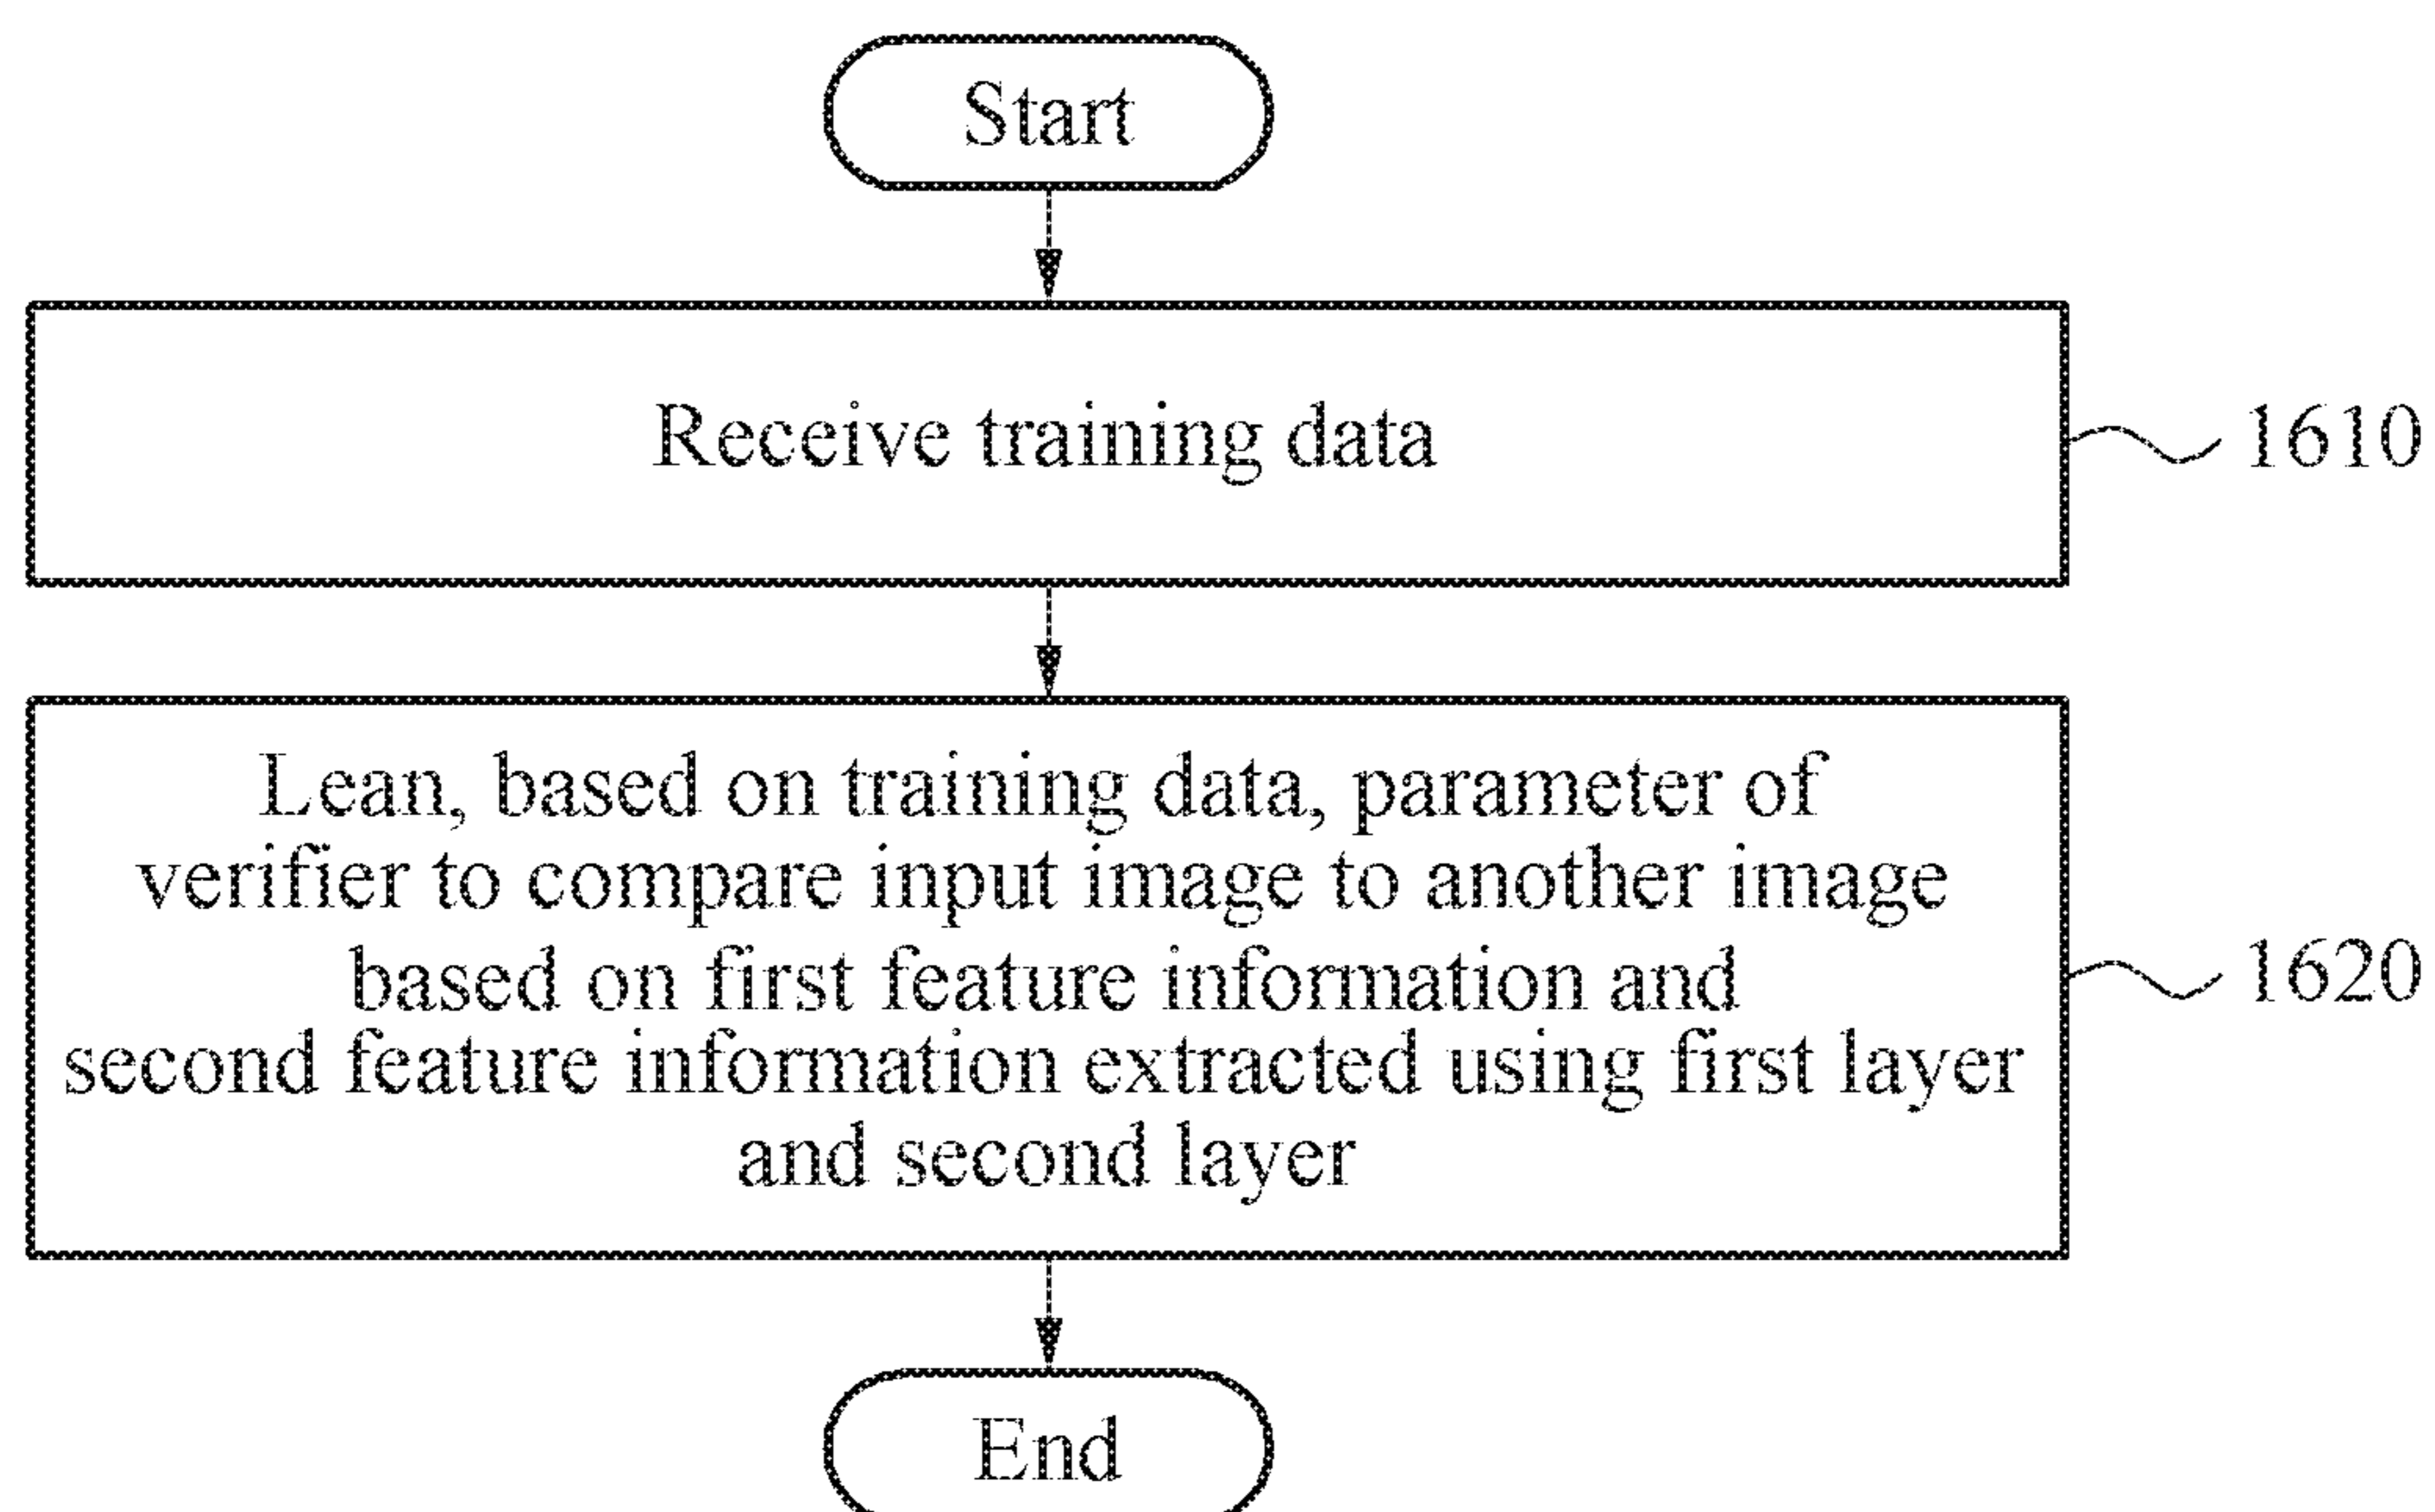 Start
Receive training data
1610
Lean, based on training data, parameter of
verifier to compare input image to another image
based on first feature information and
second feature information extracted using first layer
and second layer
1620
End